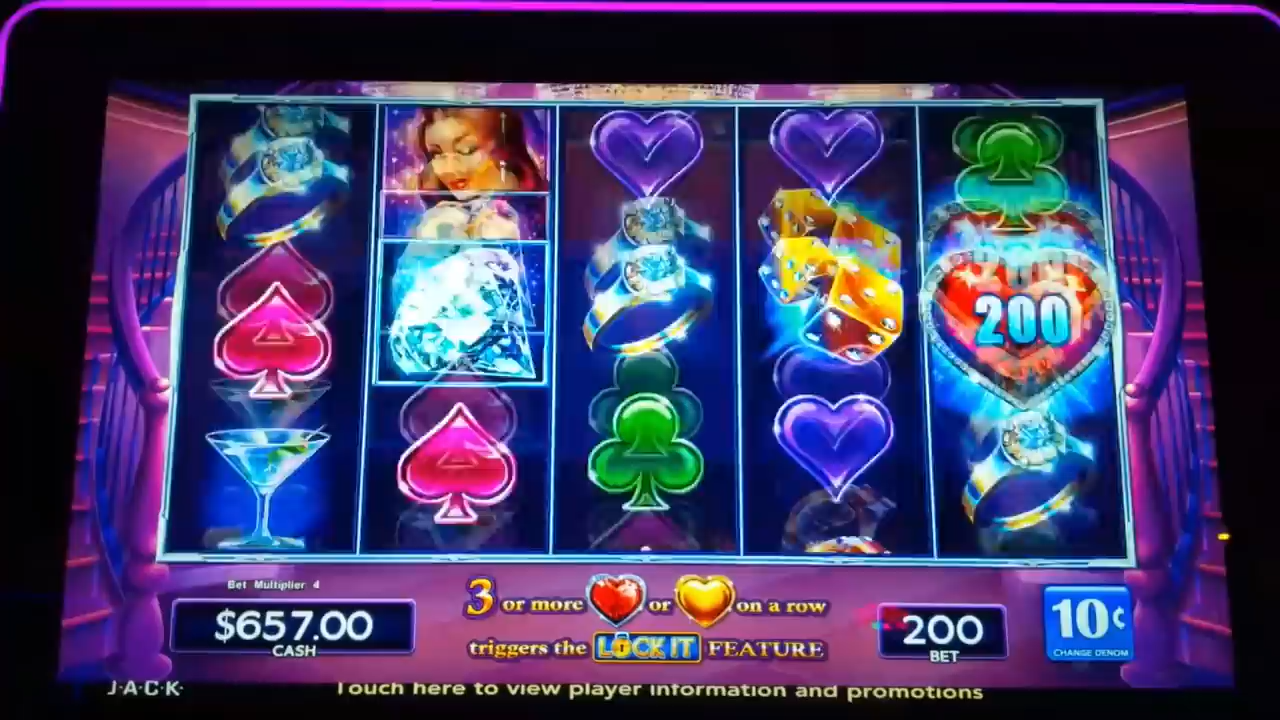 200
Bet Multiplier 4
$657.00
CASH
3 or more or on a row
triggers the LOCK IT FEATURE
200
BET
10¢
CHANGE DENOM
J·A·C·K·
Touch here to view player information and promotions